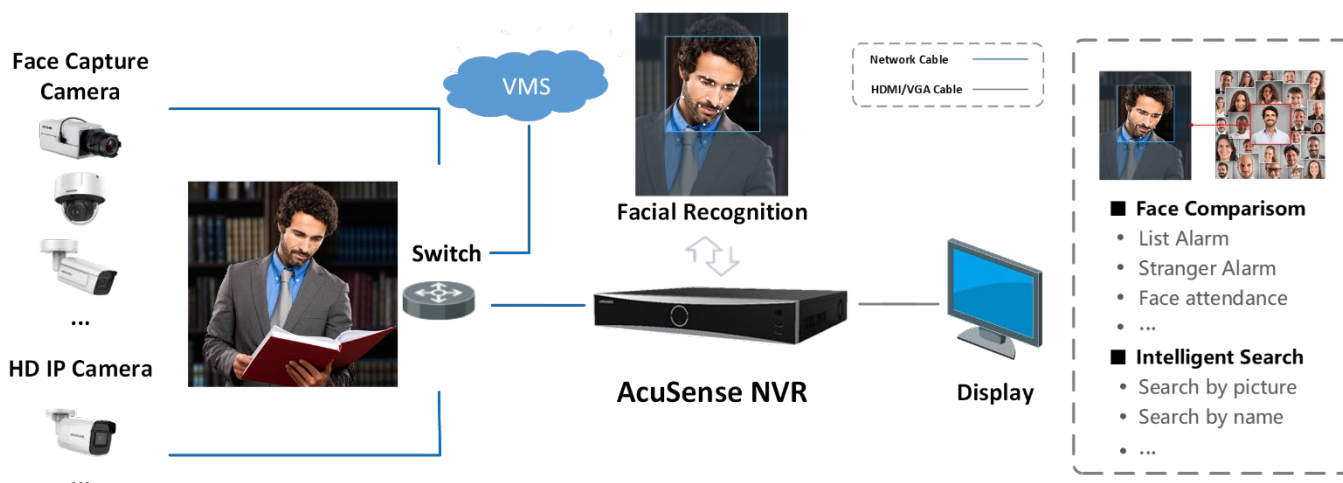 Face Capture
Camera
...
HD IP Camera
...
VMS
Switch
Facial Recognition
AcuSense NVR
Network Cable
HDMI/VGA Cable
Display
■ Face Comparisom
• List Alarm
• Stranger Alarm
• Face attendance
• ...
■ Intelligent Search
• Search by picture
• Search by name
• ...